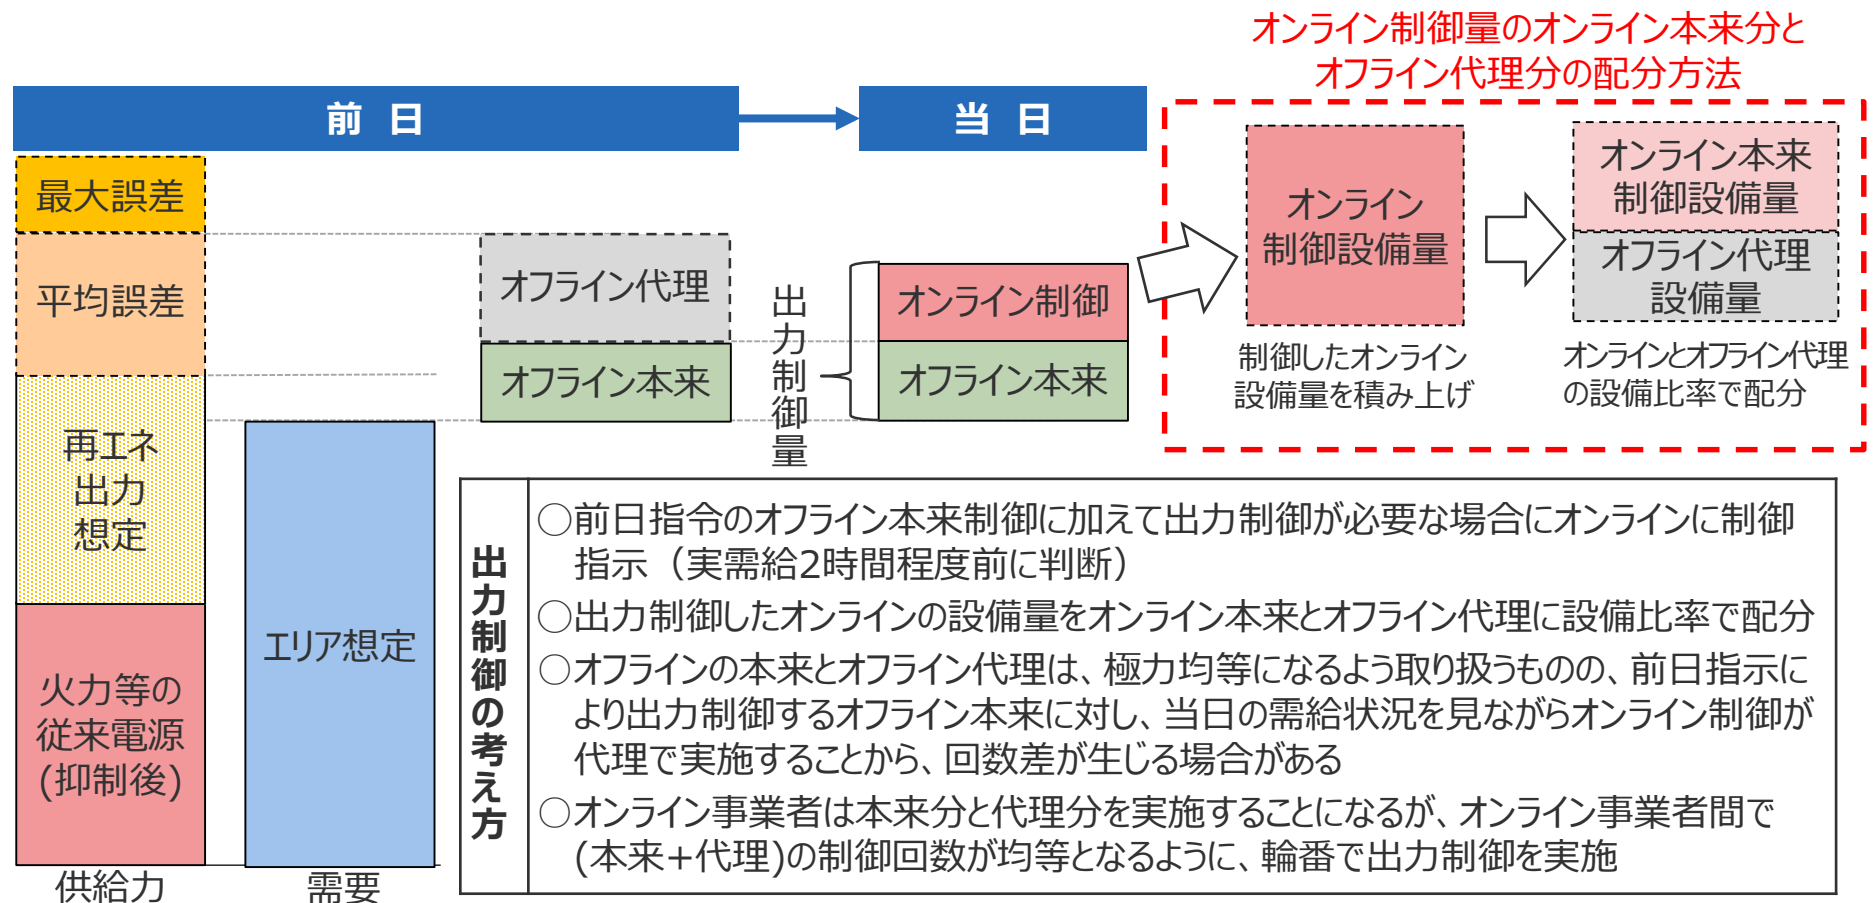 オンライン制御量のオンライン本来分と
オフライン代理分の配分方法
前 日
当 日
最大誤差
平均誤差
再エネ
出力
想定
火力等の
従来電源
(抑制後)
供給力
エリア想定
需要
オフライン代理
オフライン本来
出力制御量
オンライン制御
オフライン本来
オンライン
制御設備量
制御したオンライン
設備量を積み上げ
オンライン本来
制御設備量
オフライン代理
設備量
オンラインとオフライン代理
の設備比率で配分
出力制御の考え方
○前日指令のオフライン本来制御に加えて出力制御が必要な場合にオンラインに制御
指示（実需給2時間程度前に判断）
○出力制御したオンラインの設備量をオンライン本来とオフライン代理に設備比率で配分
○オフラインの本来とオフライン代理は、極力均等になるよう取り扱うものの、前日指示に
より出力制御するオフライン本来に対し、当日の需給状況を見ながらオンライン制御が
代理で実施することから、回数差が生じる場合がある
○オンライン事業者は本来分と代理分を実施することになるが、オンライン事業者間で
(本来+代理)の制御回数が均等となるように、輪番で出力制御を実施